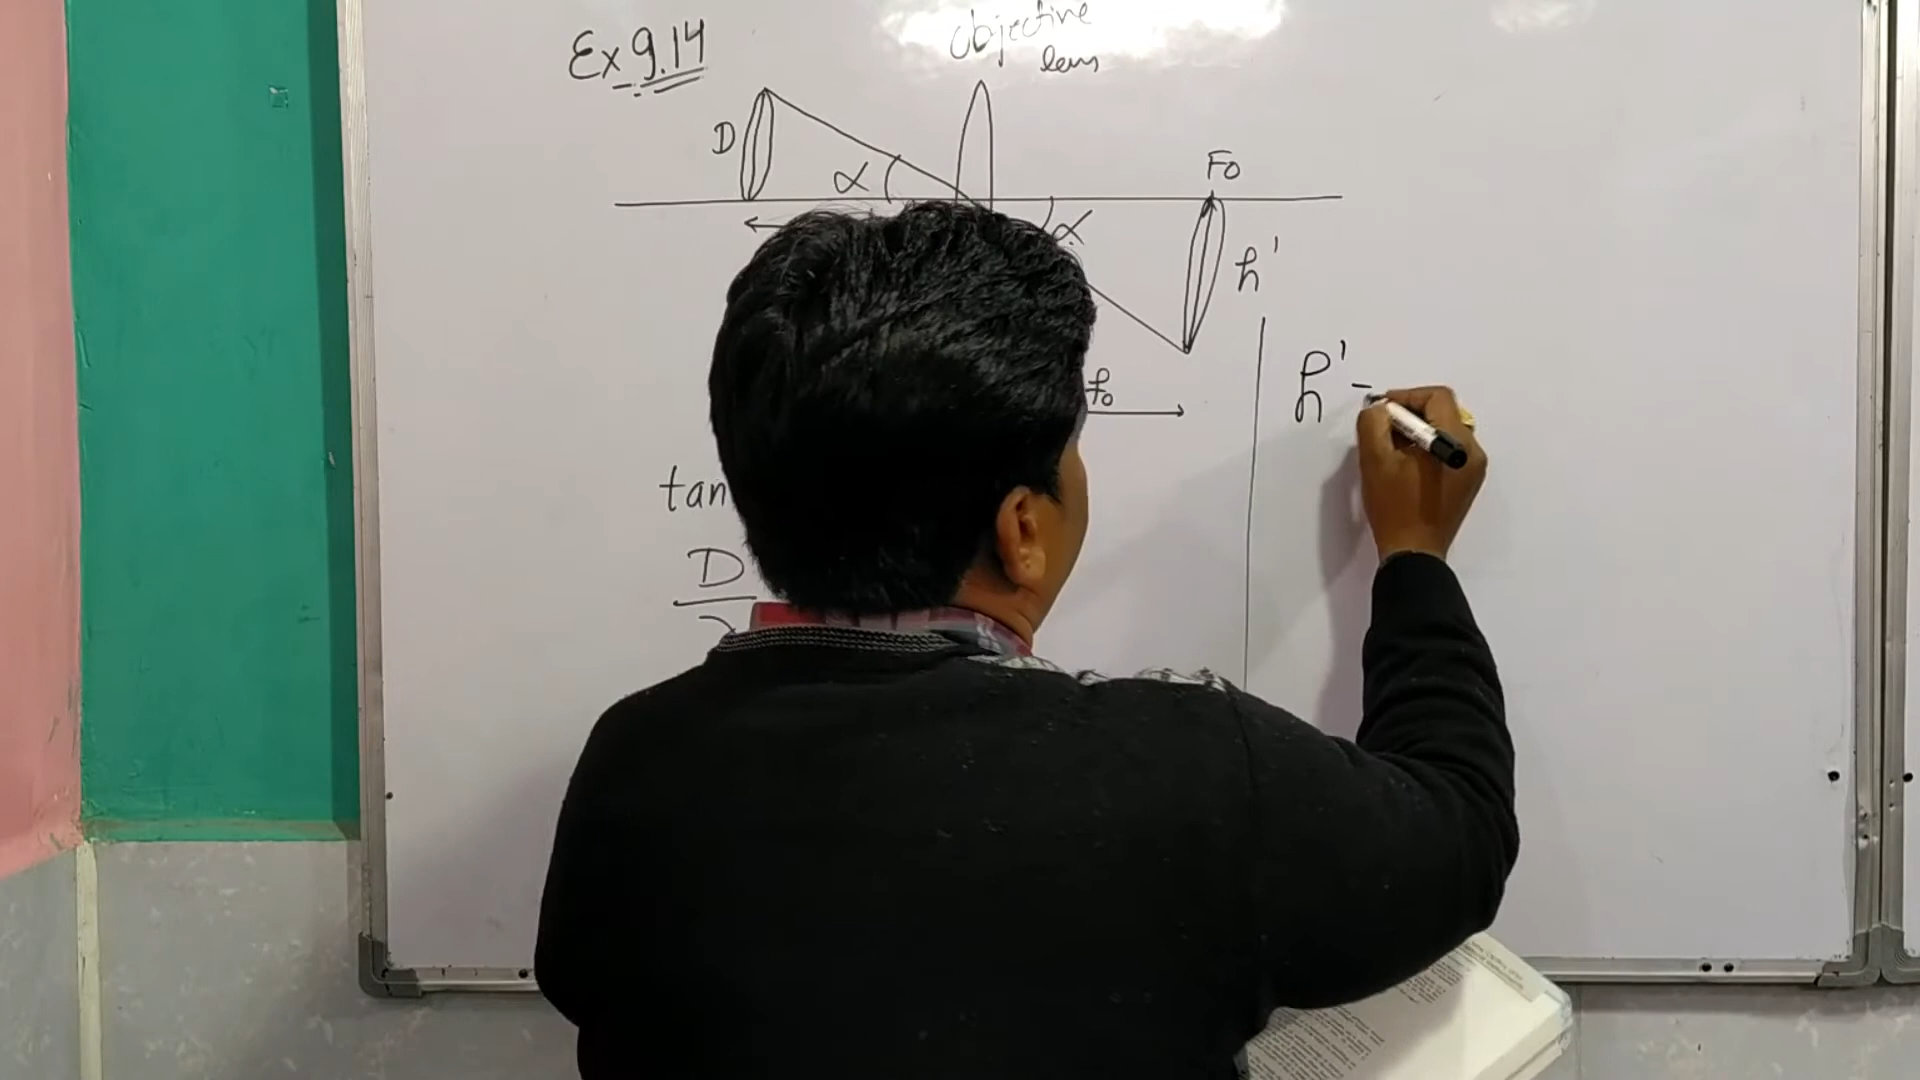 Ex 9.14
objective
lens
D
α
Fo
α
h'
fo
h' -
tan
D